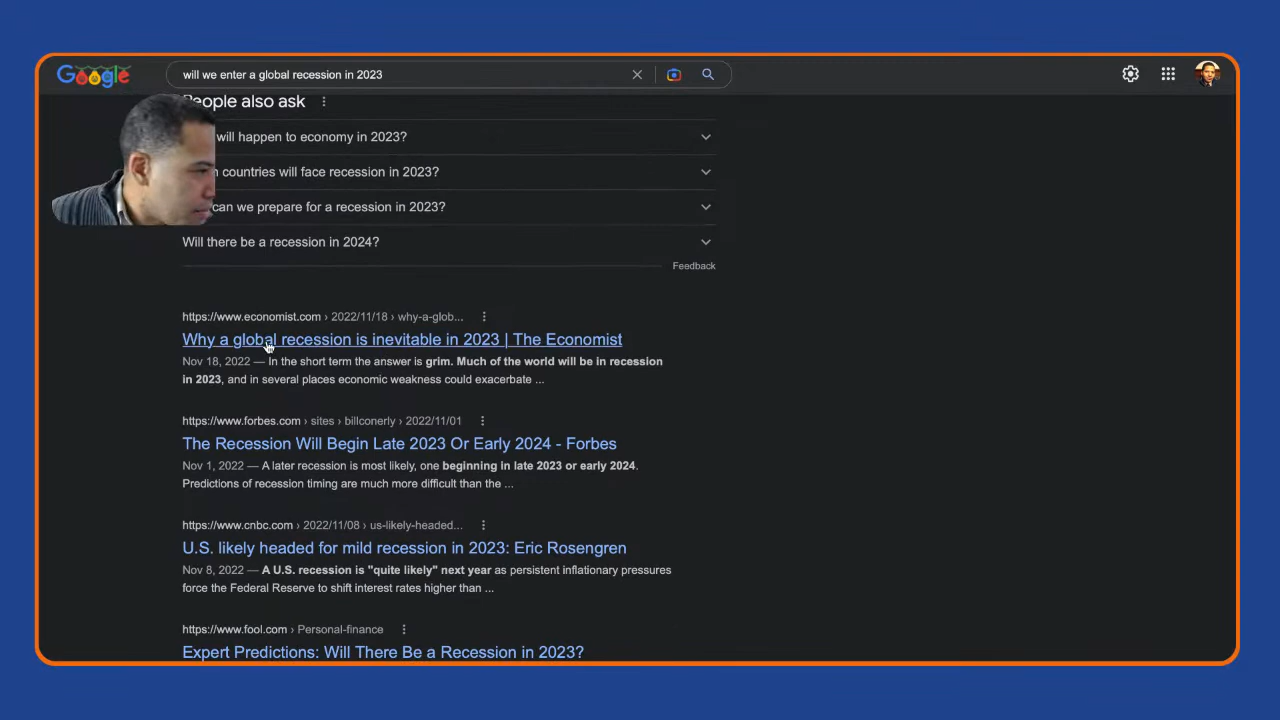 Google
will we enter a global recession in 2023
People also ask
will happen to economy in 2023?
countries will face recession in 2023?
can we prepare for a recession in 2023?
Will there be a recession in 2024?
Feedback
https://www.economist.com › 2022/11/18 › why-a-glob...
Why a global recession is inevitable in 2023 | The Economist
Nov 18, 2022 — In the short term the answer is grim. Much of the world will be in recession
in 2023, and in several places economic weakness could exacerbate ...
https://www.forbes.com › sites › billconerly › 2022/11/01
The Recession Will Begin Late 2023 Or Early 2024 - Forbes
Nov 1, 2022 — A later recession is most likely, one beginning in late 2023 or early 2024.
Predictions of recession timing are much more difficult than the ...
https://www.cnbc.com › 2022/11/08 › us-likely-headed...
U.S. likely headed for mild recession in 2023: Eric Rosengren
Nov 8, 2022 — A U.S. recession is "quite likely" next year as persistent inflationary pressures
force the Federal Reserve to shift interest rates higher than ...
https://www.fool.com › Personal-finance
Expert Predictions: Will There Be a Recession in 2023?